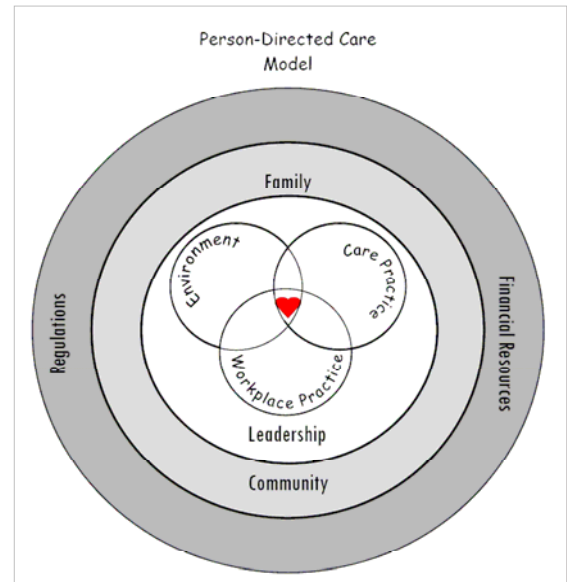 Person-Directed Care
Model
Family
Environment
Care Practice
Regulations
Financial Resources
Workplace Practice
Leadership
Community